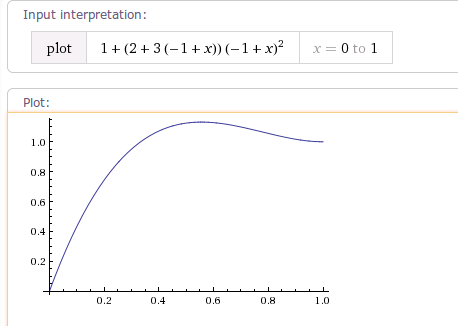 Input interpretation:
plot 1 + (2 + 3 (−1 + x)) (−1 + x)² x = 0 to 1
Plot:
1.0
0.8
0.6
0.4
0.2
0.2 0.4 0.6 0.8 1.0